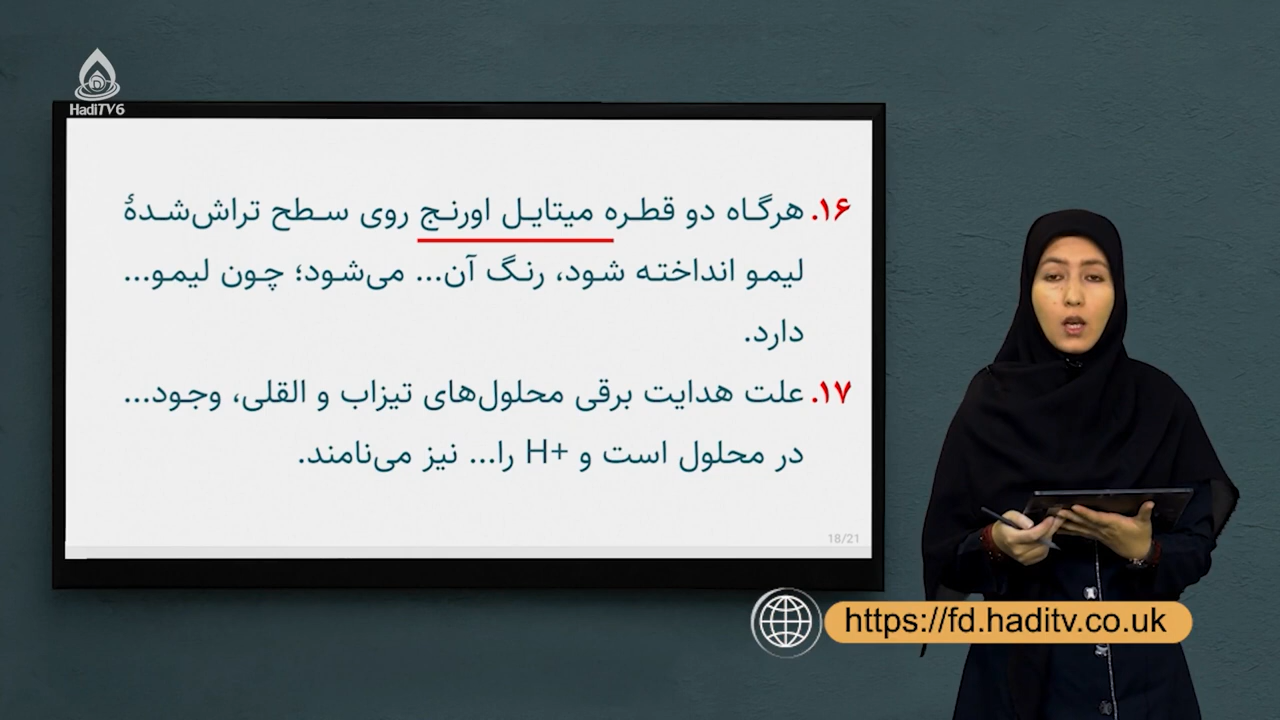 HadiTV6
۱۶. هرگاه دو قطره میتایل اورنج روی سطح تراش‌شدهٔ
لیمو انداخته شود، رنگ آن... می‌شود؛ چون لیمو...
دارد.
۱۷. علت هدایت برقی محلول‌های تیزاب و القلی، وجود...
در محلول است و H+ را... نیز می‌نامند.
18/21
https://fd.haditv.co.uk